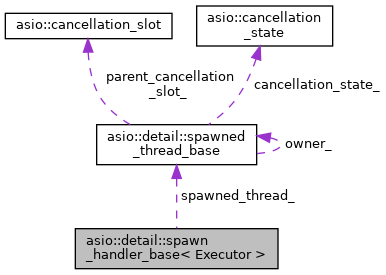 asio::cancellation_slot
asio::cancellation
_state
parent_cancellation
_slot_
cancellation_state_
asio::detail::spawned
_thread_base
owner_
spawned_thread_
asio::detail::spawn
_handler_base< Executor >